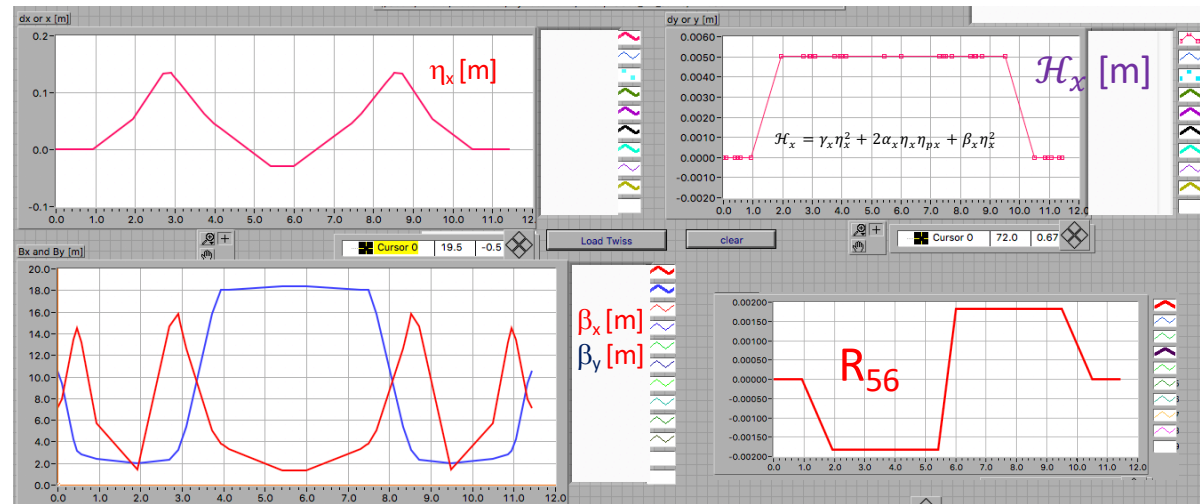 dx or x [m]
0.2
0.1
0.0
-0.1
0.0 1.0 2.0 3.0 4.0 5.0 6.0 7.0 8.0 9.0 10.0 11.0 12.0
ηx [m]
dy or y [m]
0.0060
0.0050
0.0040
0.0030
0.0020
0.0010
0.0000
-0.0010
-0.0020
0.0 1.0 2.0 3.0 4.0 5.0 6.0 7.0 8.0 9.0 10.0 11.0 12.0
ℋx [m]
ℋx = γxηx² + 2αxηxηpx + βxηx²
Cursor 0 19.5 -0.5
Load Twiss
clear
Cursor 0 72.0 0.67
Bx and By [m]
20.0
18.0
16.0
14.0
12.0
10.0
8.0
6.0
4.0
2.0
0.0
0.0 1.0 2.0 3.0 4.0 5.0 6.0 7.0 8.0 9.0 10.0 11.0 12.0
βx [m]
βy [m]
0.00200
0.00150
0.00100
0.00050
0.00000
-0.00050
-0.00100
-0.00150
-0.00200
0.0 1.0 2.0 3.0 4.0 5.0 6.0 7.0 8.0 9.0 10.0 11.0 12.0
R56